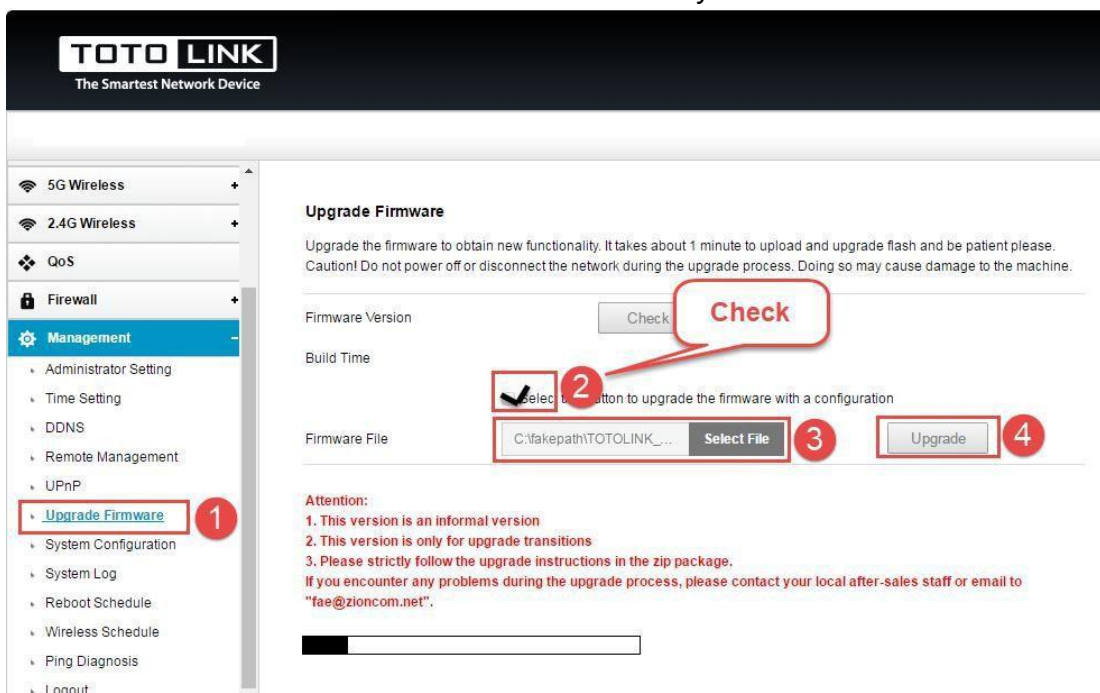 TOTO LINK
The Smartest Network Device
5G Wireless +
2.4G Wireless +
QoS
Firewall +
Management -
Administrator Setting
Time Setting
DDNS
Remote Management
UPnP
Upgrade Firmware 1
System Configuration
System Log
Reboot Schedule
Wireless Schedule
Ping Diagnosis
Logout
Upgrade Firmware
Upgrade the firmware to obtain new functionality. It takes about 1 minute to upload and upgrade flash and be patient please.
Caution! Do not power off or disconnect the network during the upgrade process. Doing so may cause damage to the machine.
Firmware Version Check Check
Build Time
2 to upgrade the firmware with a configuration
Firmware File C:\fakepath\TOTOLINK_... Select File 3 Upgrade 4
Attention:
1. This version is an informal version
2. This version is only for upgrade transitions
3. Please strictly follow the upgrade instructions in the zip package.
If you encounter any problems during the upgrade process, please contact your local after-sales staff or email to
"fae@zioncom.net".